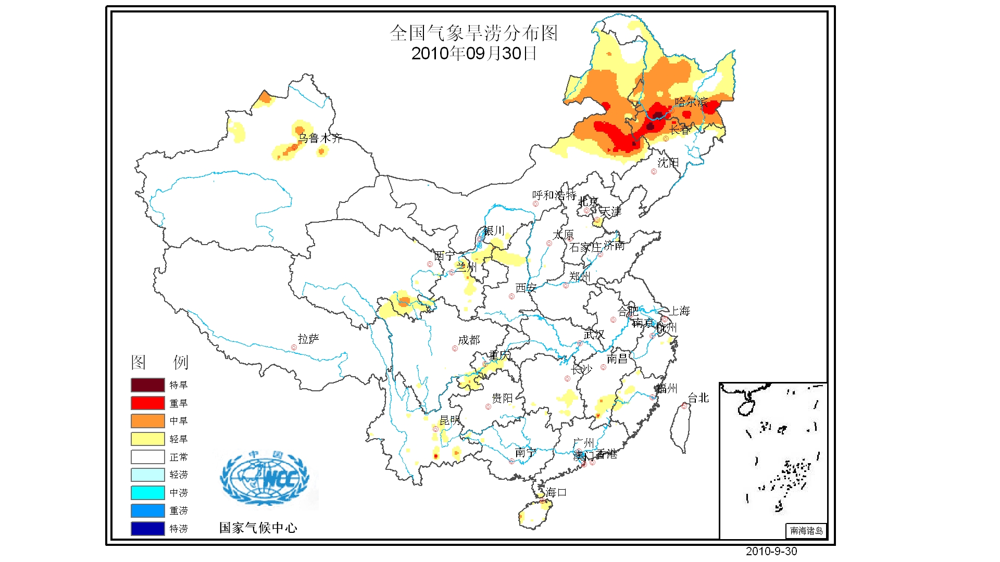 全国气象旱涝分布图
2010年09月30日
哈尔滨
长春
乌鲁木齐
沈阳
呼和浩特
北京
天津
银川
太原
石家庄
济南
西宁
兰州
郑州
西安
合肥
上海
南京
杭州
拉萨
成都
武汉
重庆
南昌
长沙
福州
贵阳
台北
昆明
广州
南宁
澳门
香港
海口
图 例
特旱
重旱
中旱
轻旱
正常
轻涝
中涝
重涝
特涝
中国
NCC
国家气候中心
南海诸岛
2010-9-30